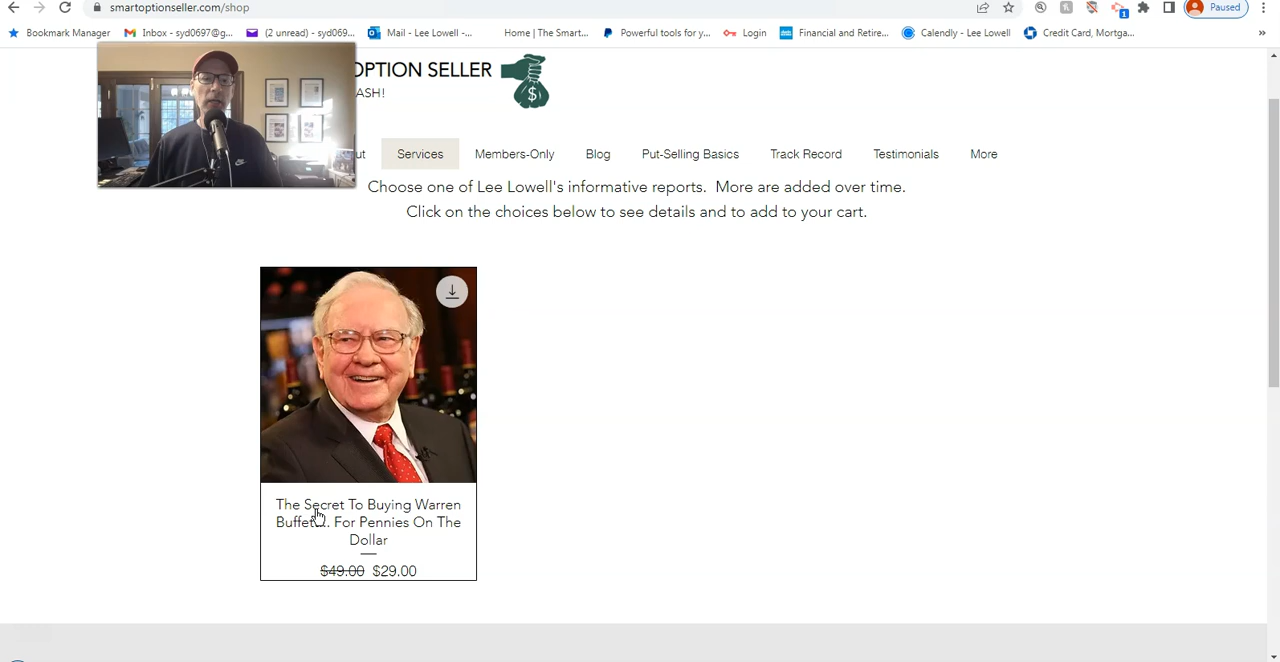 smartoptionseller.com/shop
Paused
Bookmark Manager
Inbox - syd0697@g...
(2 unread) - syd069...
Mail - Lee Lowell -...
Home | The Smart...
Powerful tools for y...
Login
Financial and Retire...
Calendly - Lee Lowell
Credit Card, Mortga...
»
1
OPTION SELLER
ASH!
$
ut
Services
Members-Only
Blog
Put-Selling Basics
Track Record
Testimonials
More
Choose one of Lee Lowell's informative reports. More are added over time.
Click on the choices below to see details and to add to your cart.
The Secret To Buying Warren
Buffett... For Pennies On The
Dollar
$49.00 $29.00